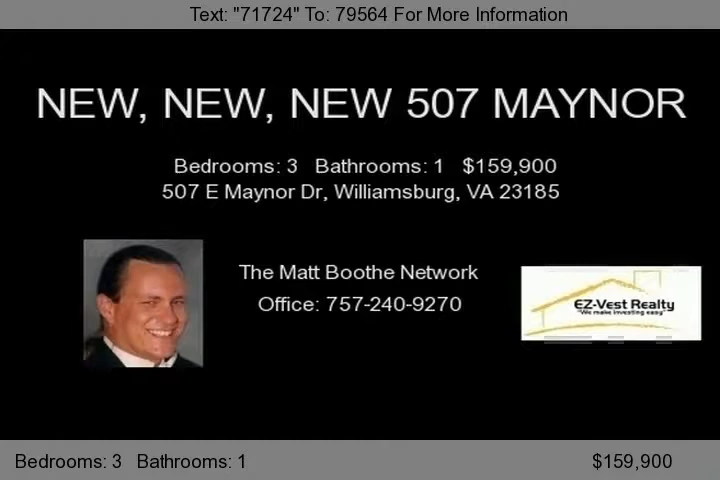 Text: "71724" To: 79564 For More Information
NEW, NEW, NEW 507 MAYNOR
Bedrooms: 3 Bathrooms: 1 $159,900
507 E Maynor Dr, Williamsburg, VA 23185
The Matt Boothe Network
Office: 757-240-9270
EZ-Vest Realty
"We make investing easy"
Bedrooms: 3 Bathrooms: 1 $159,900